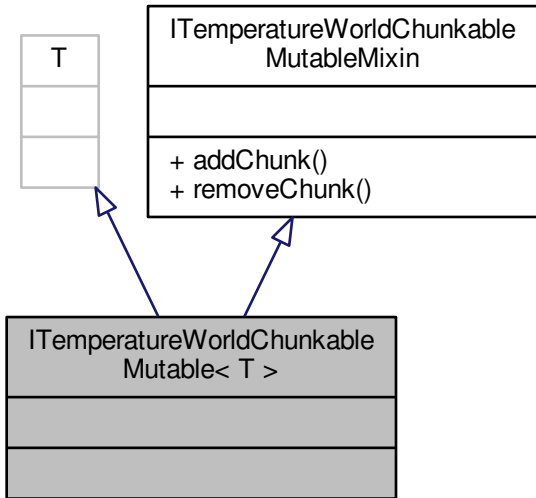 T
ITemperatureWorldChunkable
MutableMixin
+ addChunk()
+ removeChunk()
ITemperatureWorldChunkable
Mutable< T >